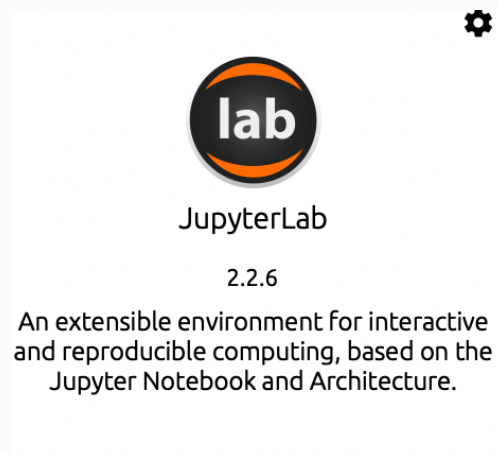 lab
JupyterLab
2.2.6
An extensible environment for interactive
and reproducible computing, based on the
Jupyter Notebook and Architecture.